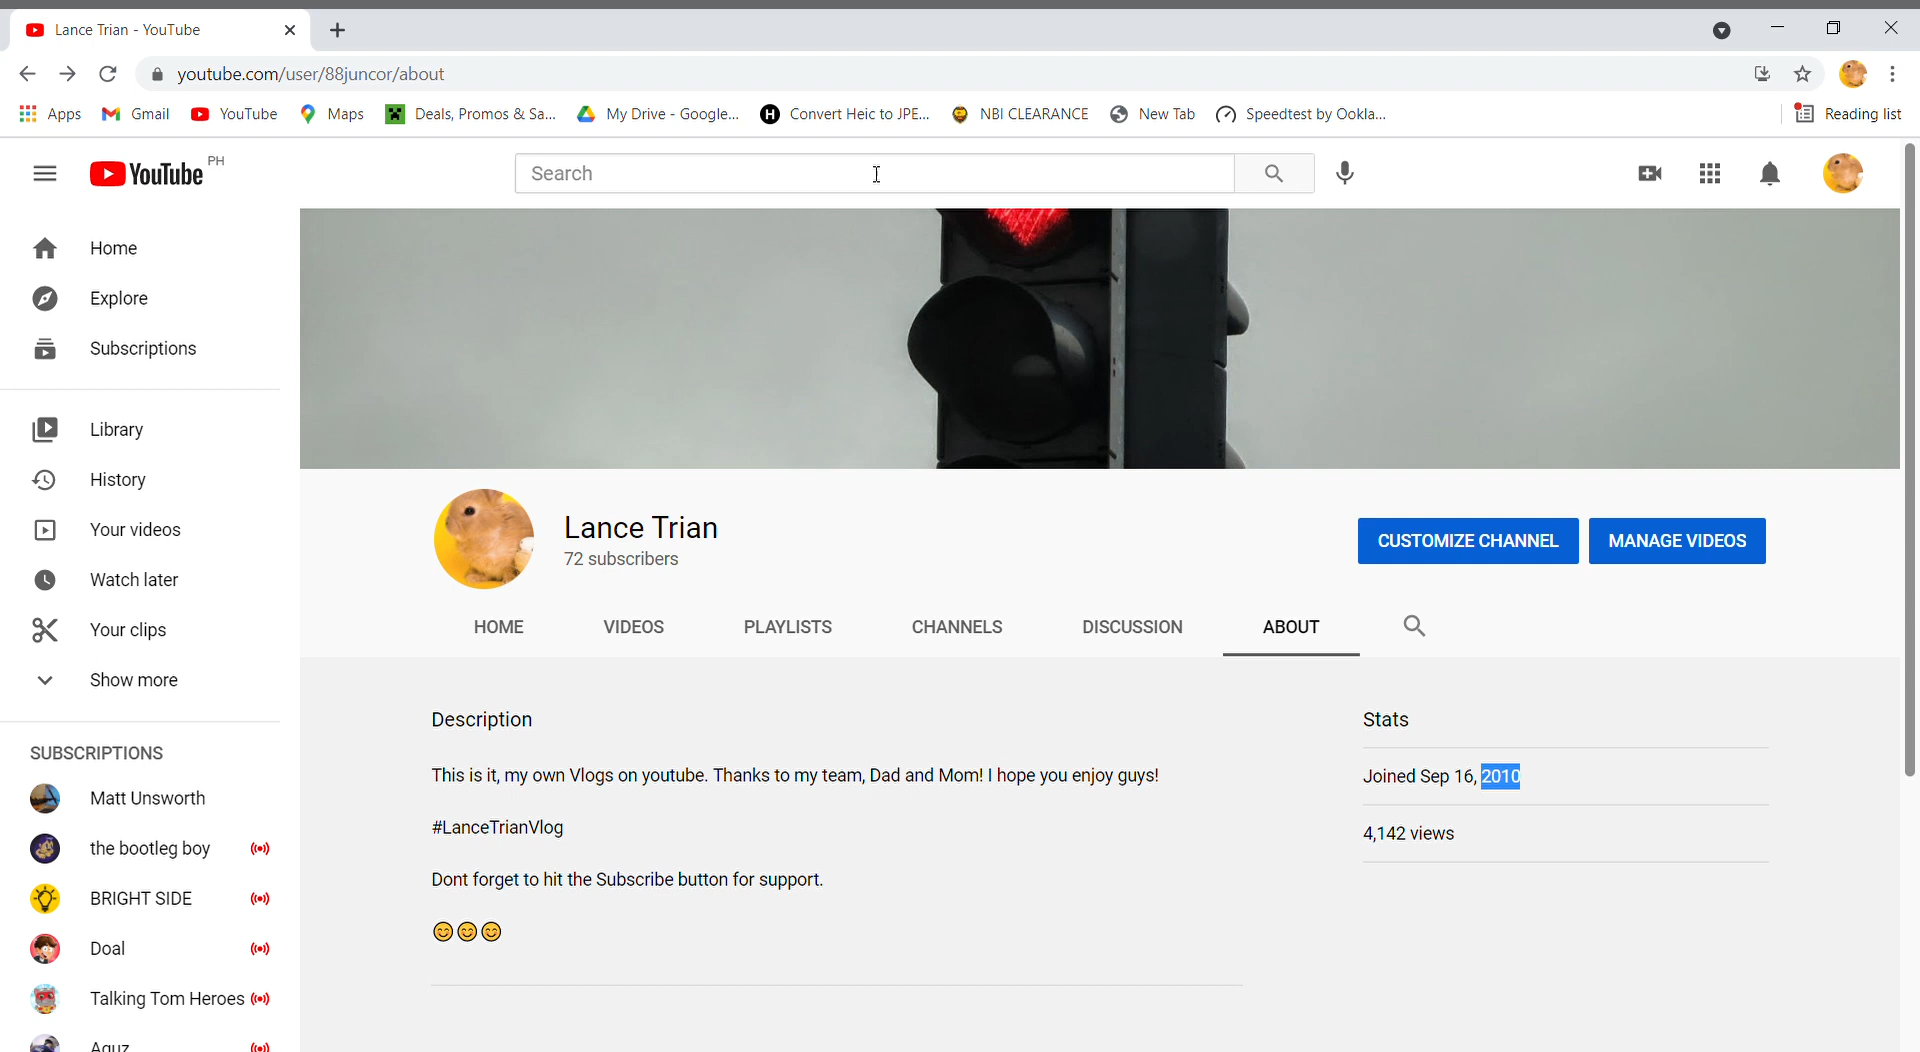 Lance Trian - YouTube
youtube.com/user/88juncor/about
Apps
Gmail
YouTube
Maps
Deals, Promos & Sa...
My Drive - Google...
H
Convert Heic to JPE...
NBI CLEARANCE
New Tab
Speedtest by Ookla...
Reading list
YouTube PH
Search
Home
Explore
Subscriptions
Library
History
Your videos
Watch later
Your clips
Show more
SUBSCRIPTIONS
Matt Unsworth
the bootleg boy
BRIGHT SIDE
Doal
Talking Tom Heroes
Aguz
Lance Trian
72 subscribers
CUSTOMIZE CHANNEL
MANAGE VIDEOS
HOME
VIDEOS
PLAYLISTS
CHANNELS
DISCUSSION
ABOUT
Description
This is it, my own Vlogs on youtube. Thanks to my team, Dad and Mom! I hope you enjoy guys!
#LanceTrianVlog
Dont forget to hit the Subscribe button for support.
😊😊😊
Stats
Joined Sep 16, 2010
4,142 views